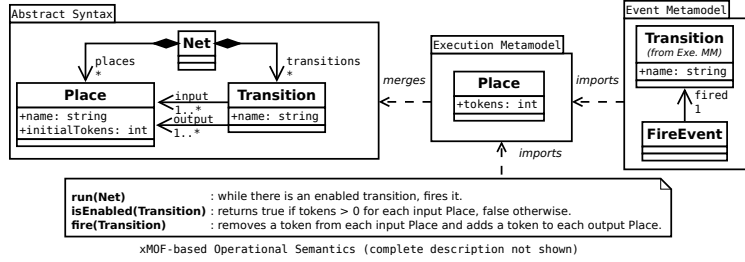 Abstract Syntax
Net
places
*
transitions
*
Place
+name: string
+initialTokens: int
input
1..*
output
1..*
Transition
+name: string
merges
Execution Metamodel
Place
+tokens: int
imports
imports
Event Metamodel
Transition
(from Exe. MM)
+name: string
fired
1
FireEvent
run(Net) : while there is an enabled transition, fires it.
isEnabled(Transition) : returns true if tokens > 0 for each input Place, false otherwise.
fire(Transition) : removes a token from each input Place and adds a token to each output Place.
xMOF-based Operational Semantics (complete description not shown)